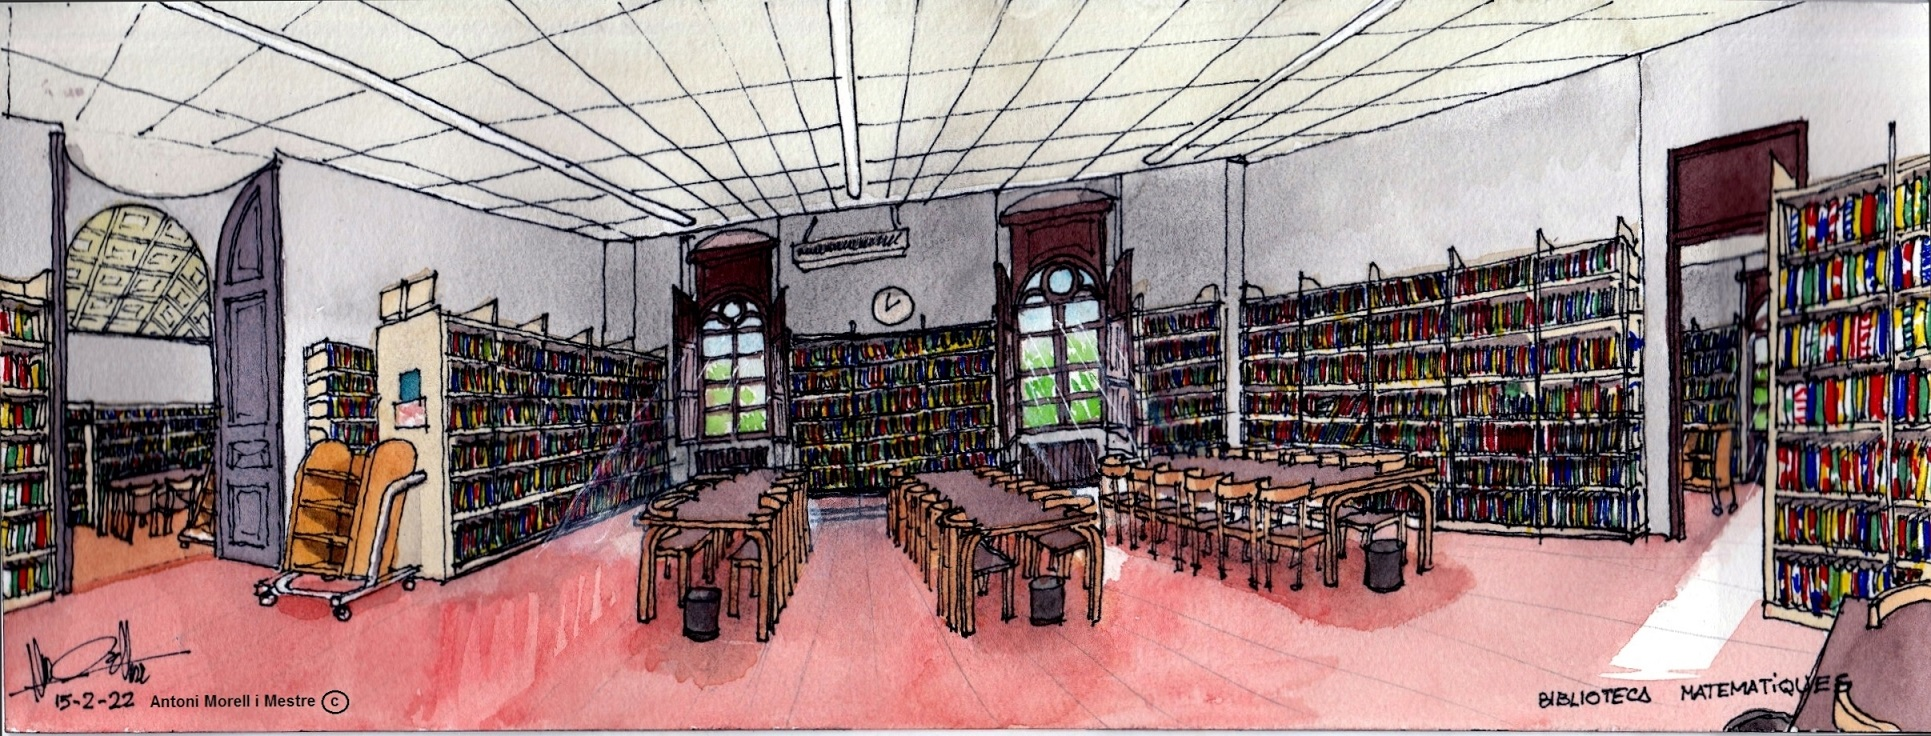 15-2-22 Antoni Morell i Mestre ©
BIBLIOTECA MATEMATIQUES